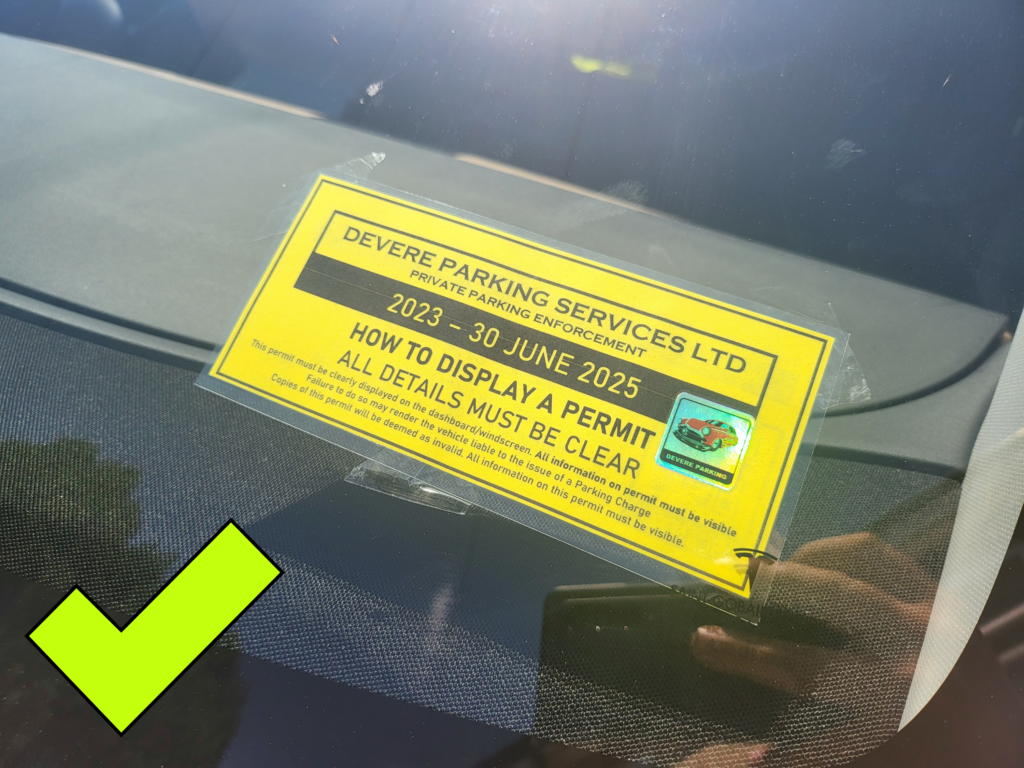 DEVERE PARKING SERVICES LTD
PRIVATE PARKING ENFORCEMENT
2023 – 30 JUNE 2025
HOW TO DISPLAY A PERMIT
ALL DETAILS MUST BE CLEAR
This permit must be clearly displayed on the dashboard/windscreen. All information on permit must be visible
Failure to do so may render the vehicle liable to the issue of a Parking Charge
Copies of this permit will be deemed as invalid. All information on this permit must be visible.
DEVERE PARKING